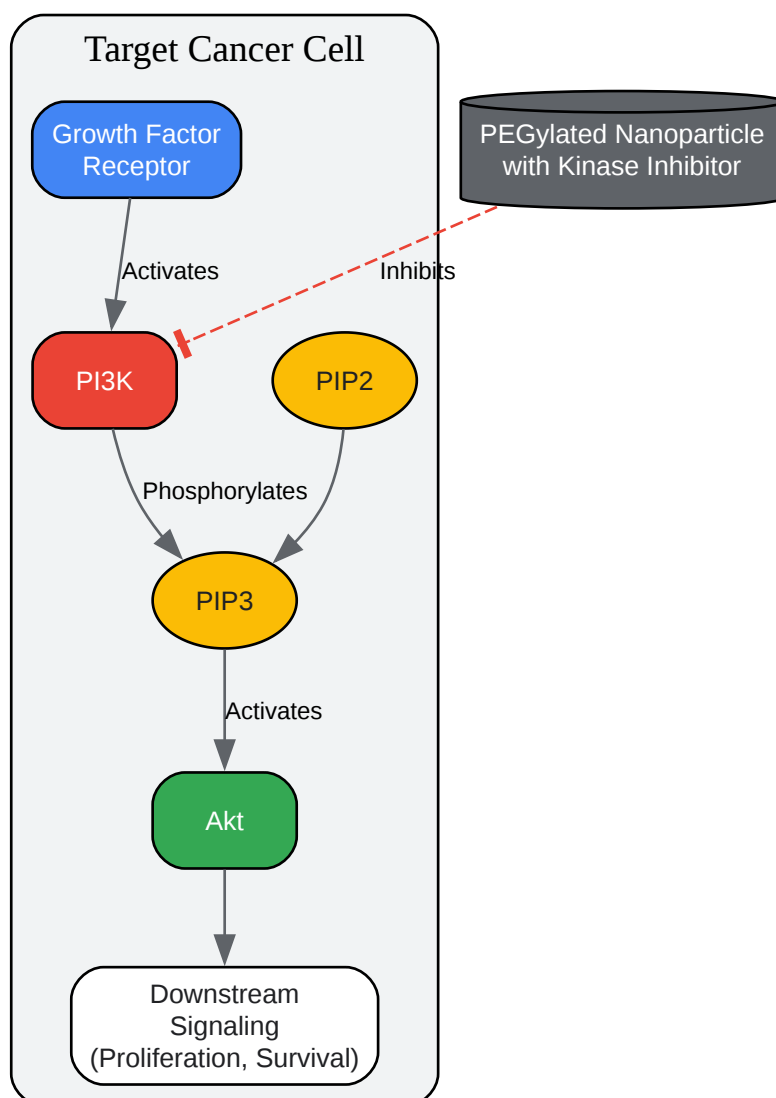 Target Cancer Cell
Growth Factor
Receptor
PEGylated Nanoparticle
with Kinase Inhibitor
Activates
Inhibits
PI3K
PIP2
Phosphorylates
PIP3
Activates
Akt
Downstream
Signaling
(Proliferation, Survival)